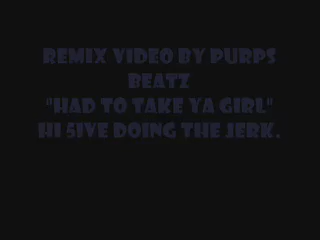 REMIX VIDEO BY PURPS
BEATZ
"HAD TO TAKE YA GIRL"
HI 5IVE DOING THE JERK.